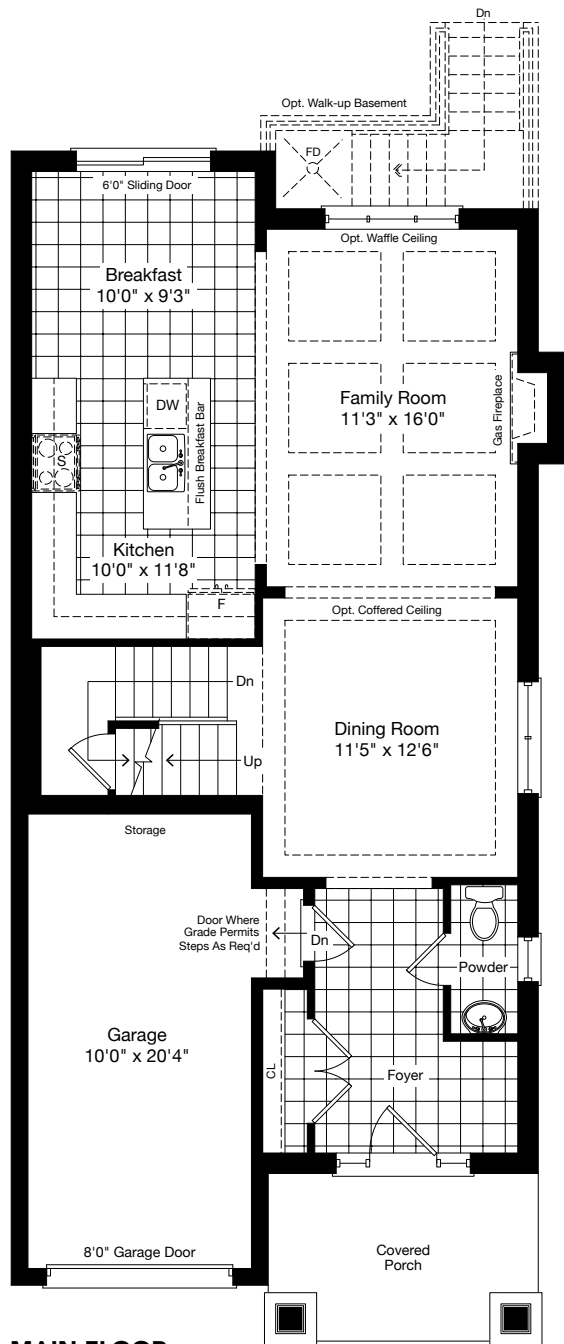 Dn
Opt. Walk-up Basement
FD
6'0" Sliding Door
Opt. Waffle Ceiling
Breakfast
10'0" x 9'3"
DW
Flush Breakfast Bar
S
Family Room
11'3" x 16'0"
Gas Fireplace
Kitchen
10'0" x 11'8"
F
Opt. Coffered Ceiling
Dn
Up
Dining Room
11'5" x 12'6"
Storage
Door Where
Grade Permits
Steps As Req'd
Dn
Powder
Garage
10'0" x 20'4"
CL
Foyer
8'0" Garage Door
Covered
Porch
MAIN FLOOR